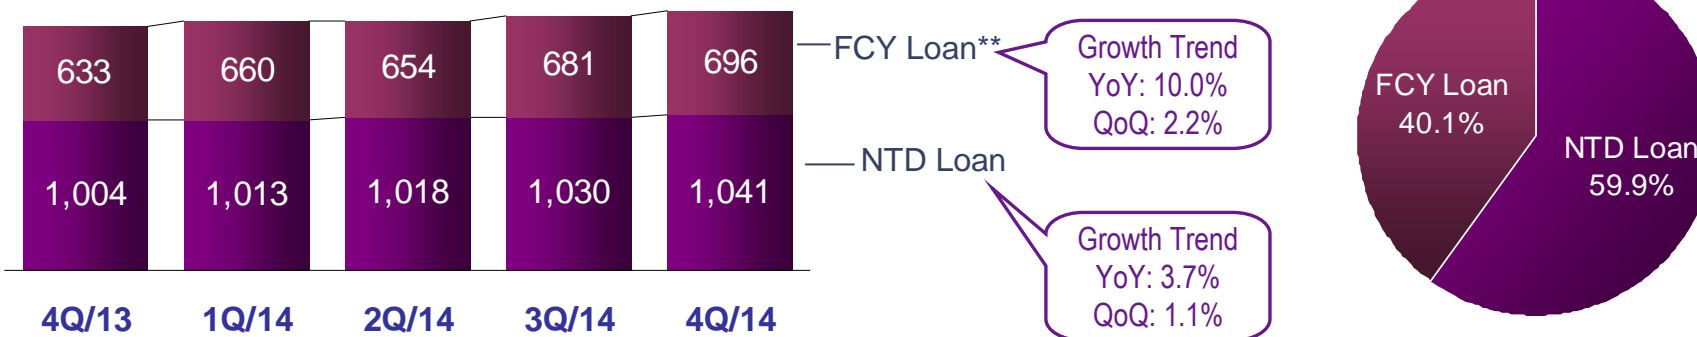 633
660
654
681
696
FCY Loan**
1,004
1,013
1,018
1,030
1,041
NTD Loan
4Q/13
1Q/14
2Q/14
3Q/14
4Q/14
Growth Trend
YoY: 10.0%
QoQ: 2.2%
Growth Trend
YoY: 3.7%
QoQ: 1.1%
FCY Loan
40.1%
NTD Loan
59.9%